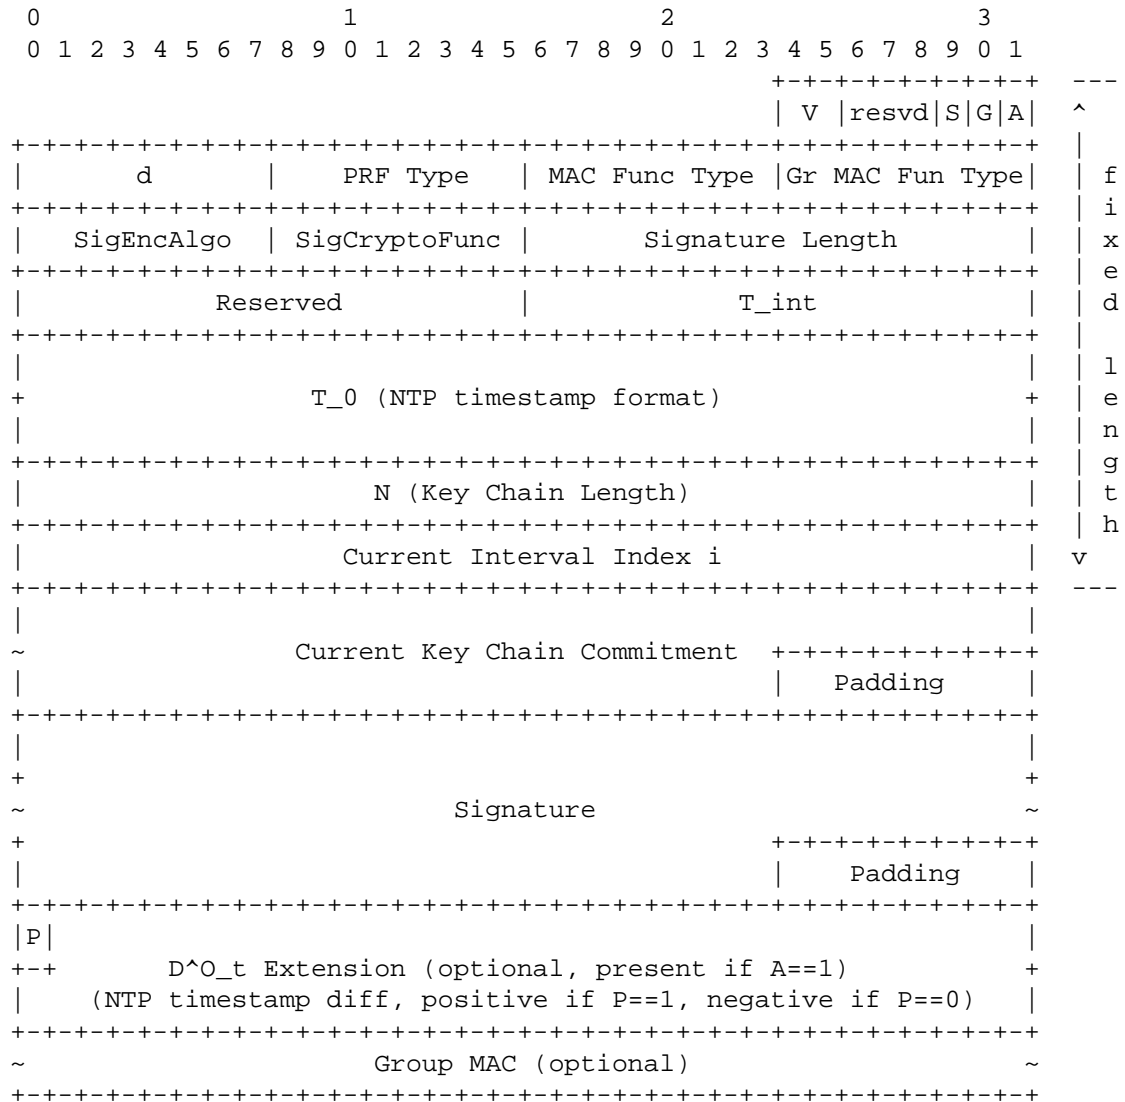 0                   1                   2                   3
 0 1 2 3 4 5 6 7 8 9 0 1 2 3 4 5 6 7 8 9 0 1 2 3 4 5 6 7 8 9 0 1
                                                +-+-+-+-+-+-+-+-+  ---
                                                | V |resvd|S|G|A|  ^
+-+-+-+-+-+-+-+-+-+-+-+-+-+-+-+-+-+-+-+-+-+-+-+-+-+-+-+-+-+-+-+-+  |
|       d       |    PRF Type   | MAC Func Type |Gr MAC Fun Type|  | f
+-+-+-+-+-+-+-+-+-+-+-+-+-+-+-+-+-+-+-+-+-+-+-+-+-+-+-+-+-+-+-+-+  | i
|   SigEncAlgo  | SigCryptoFunc |       Signature Length        |  | x
+-+-+-+-+-+-+-+-+-+-+-+-+-+-+-+-+-+-+-+-+-+-+-+-+-+-+-+-+-+-+-+-+  | e
|            Reserved           |             T_int             |  | d
+-+-+-+-+-+-+-+-+-+-+-+-+-+-+-+-+-+-+-+-+-+-+-+-+-+-+-+-+-+-+-+-+  |
|                                                               |  | l
+                  T_0 (NTP timestamp format)                   +  | e
|                                                               |  | n
+-+-+-+-+-+-+-+-+-+-+-+-+-+-+-+-+-+-+-+-+-+-+-+-+-+-+-+-+-+-+-+-+  | g
|                      N (Key Chain Length)                     |  | t
+-+-+-+-+-+-+-+-+-+-+-+-+-+-+-+-+-+-+-+-+-+-+-+-+-+-+-+-+-+-+-+-+  | h
|                    Current Interval Index i                   |  v
+-+-+-+-+-+-+-+-+-+-+-+-+-+-+-+-+-+-+-+-+-+-+-+-+-+-+-+-+-+-+-+-+  ---
|                                                               |
~                 Current Key Chain Commitment  +-+-+-+-+-+-+-+-+
|                                               |   Padding     |
+-+-+-+-+-+-+-+-+-+-+-+-+-+-+-+-+-+-+-+-+-+-+-+-+-+-+-+-+-+-+-+-+
|                                                               |
+                                                               +
~                           Signature                           ~
+                                               +-+-+-+-+-+-+-+-+
|                                               |    Padding    |
+-+-+-+-+-+-+-+-+-+-+-+-+-+-+-+-+-+-+-+-+-+-+-+-+-+-+-+-+-+-+-+-+
|P|                                                             |
+-+       D^O_t Extension (optional, present if A==1)           +
|    (NTP timestamp diff, positive if P==1, negative if P==0)   |
+-+-+-+-+-+-+-+-+-+-+-+-+-+-+-+-+-+-+-+-+-+-+-+-+-+-+-+-+-+-+-+-+
~                      Group MAC (optional)                     ~
+-+-+-+-+-+-+-+-+-+-+-+-+-+-+-+-+-+-+-+-+-+-+-+-+-+-+-+-+-+-+-+-+